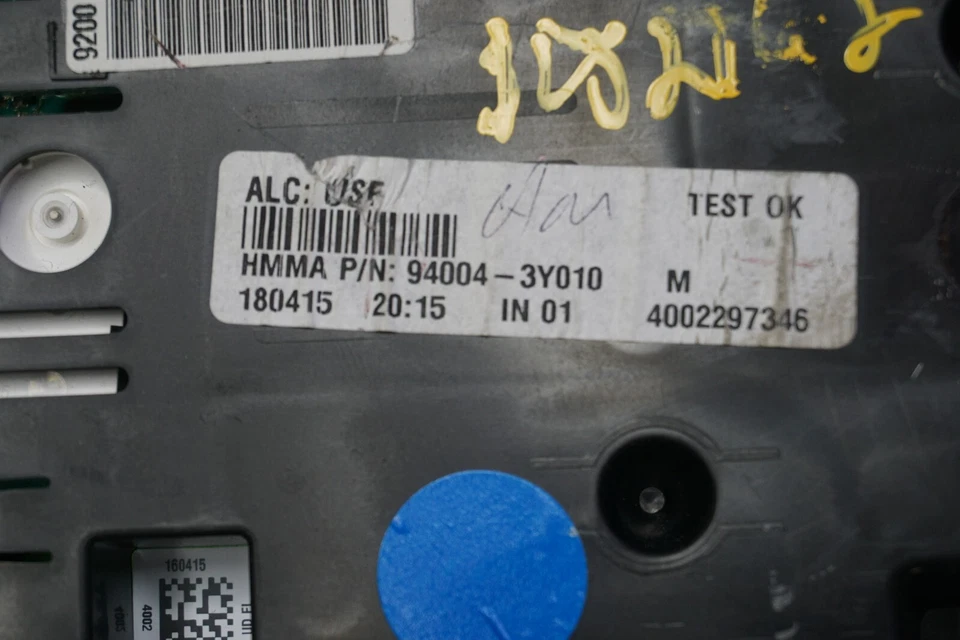 9200
ALC: USF
TEST OK
HMMA P/N: 94004-3Y010 M
180415 20:15 IN 01 4002297346
160415
4002